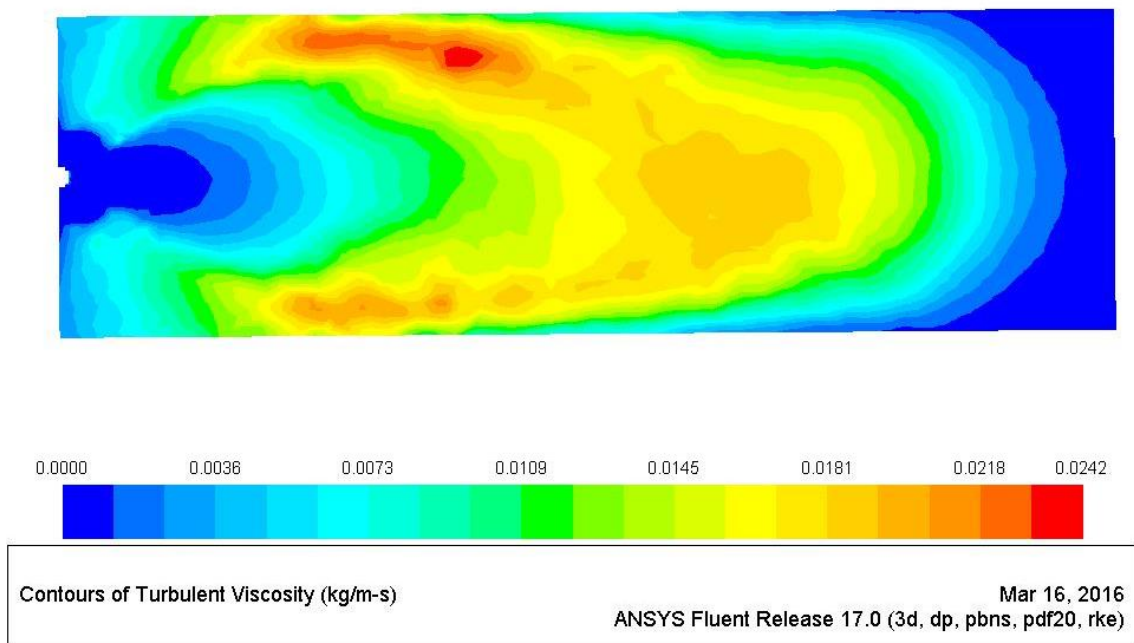 0.0000 0.0036 0.0073 0.0109 0.0145 0.0181 0.0218 0.0242
Contours of Turbulent Viscosity (kg/m-s)
Mar 16, 2016
ANSYS Fluent Release 17.0 (3d, dp, pbns, pdf20, rke)